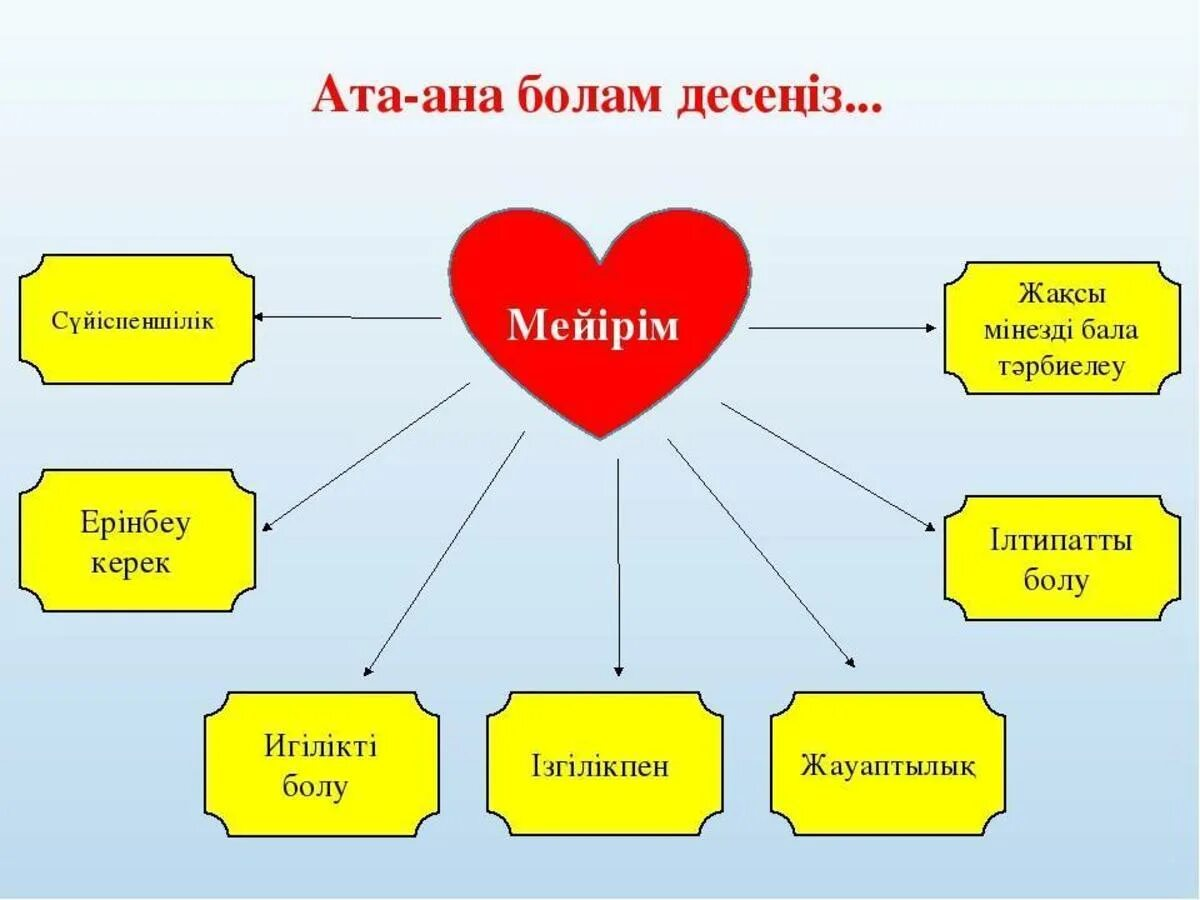 Ата-ана болам десеңіз...
Мейірім
Сүйіспеншілік
Жақсы
мінезді бала
тәрбиелеу
Ерінбеу
керек
Ілтипатты
болу
Игілікті
болу
Ізгілікпен
Жауаптылық